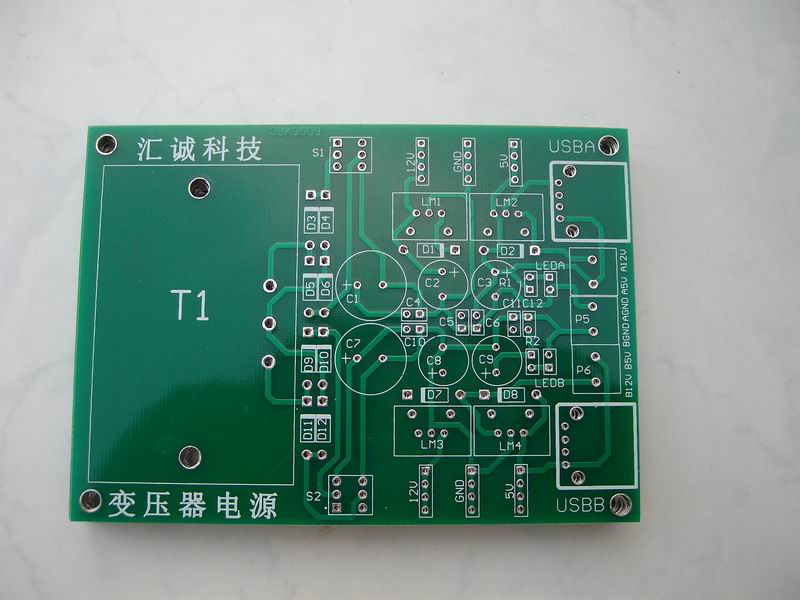 汇诚科技
S1
12V
GND
5V
USBA
LM1
LM2
D3
D4
D1
D2
LEDA
A12V
A5V
AGND
BGND
B5V
B12V
T1
D5
D6
C1
C2
C3
R1
C4
C5
C6
C11
C12
P5
C7
C10
C8
C9
R2
P6
D9
D10
LEDB
D7
D8
D11
D12
LM3
LM4
S2
12V
GND
5V
变压器电源
USBB